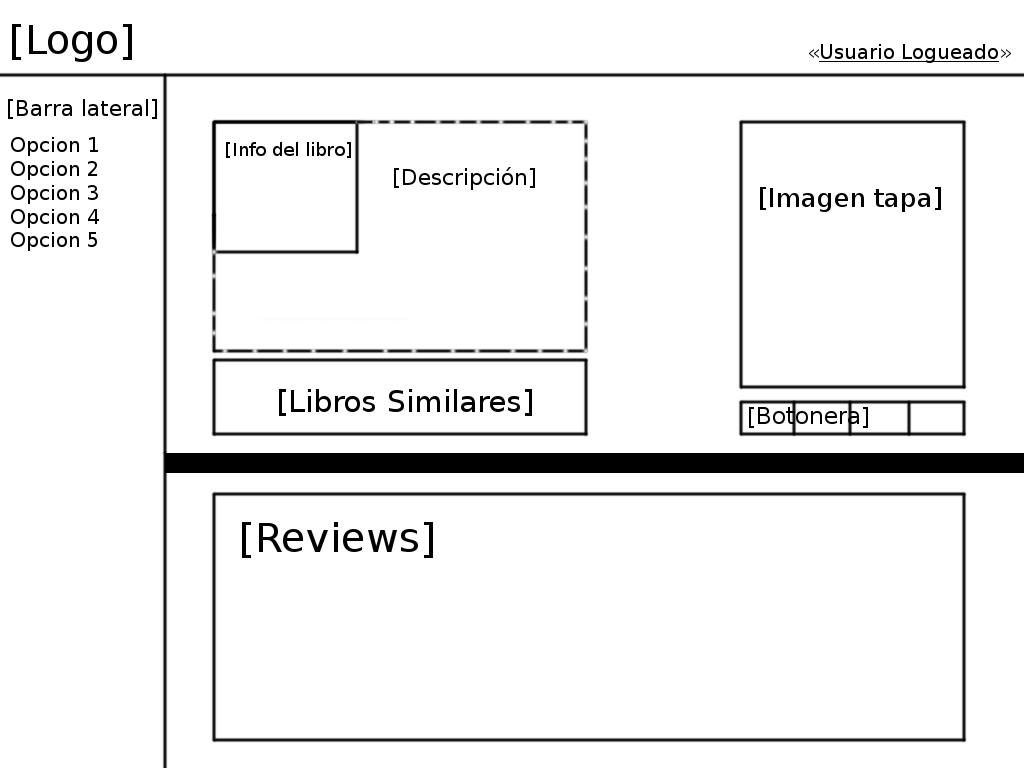 [Logo]
«Usuario Logueado»
[Barra lateral]
Opcion 1
Opcion 2
Opcion 3
Opcion 4
Opcion 5
[Info del libro]
[Descripción]
[Imagen tapa]
[Libros Similares]
[Botonera]
[Reviews]